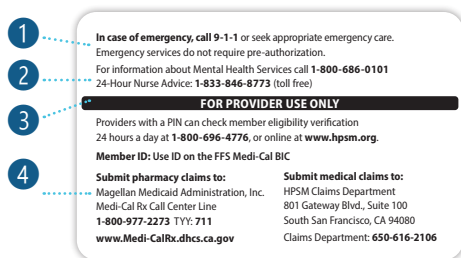 1
In case of emergency, call 9-1-1 or seek appropriate emergency care.
Emergency services do not require pre-authorization.
2
For information about Mental Health Services call 1-800-686-0101
24-Hour Nurse Advice: 1-833-846-8773 (toll free)
3
FOR PROVIDER USE ONLY
Providers with a PIN can check member eligibility verification
24 hours a day at 1-800-696-4776, or online at www.hpsm.org.
Member ID: Use ID on the FFS Medi-Cal BIC
4
Submit pharmacy claims to:
Magellan Medicaid Administration, Inc.
Medi-Cal Rx Call Center Line
1-800-977-2273 TYY: 711
www.Medi-CalRx.dhcs.ca.gov
Submit medical claims to:
HPSM Claims Department
801 Gateway Blvd., Suite 100
South San Francisco, CA 94080
Claims Department: 650-616-2106